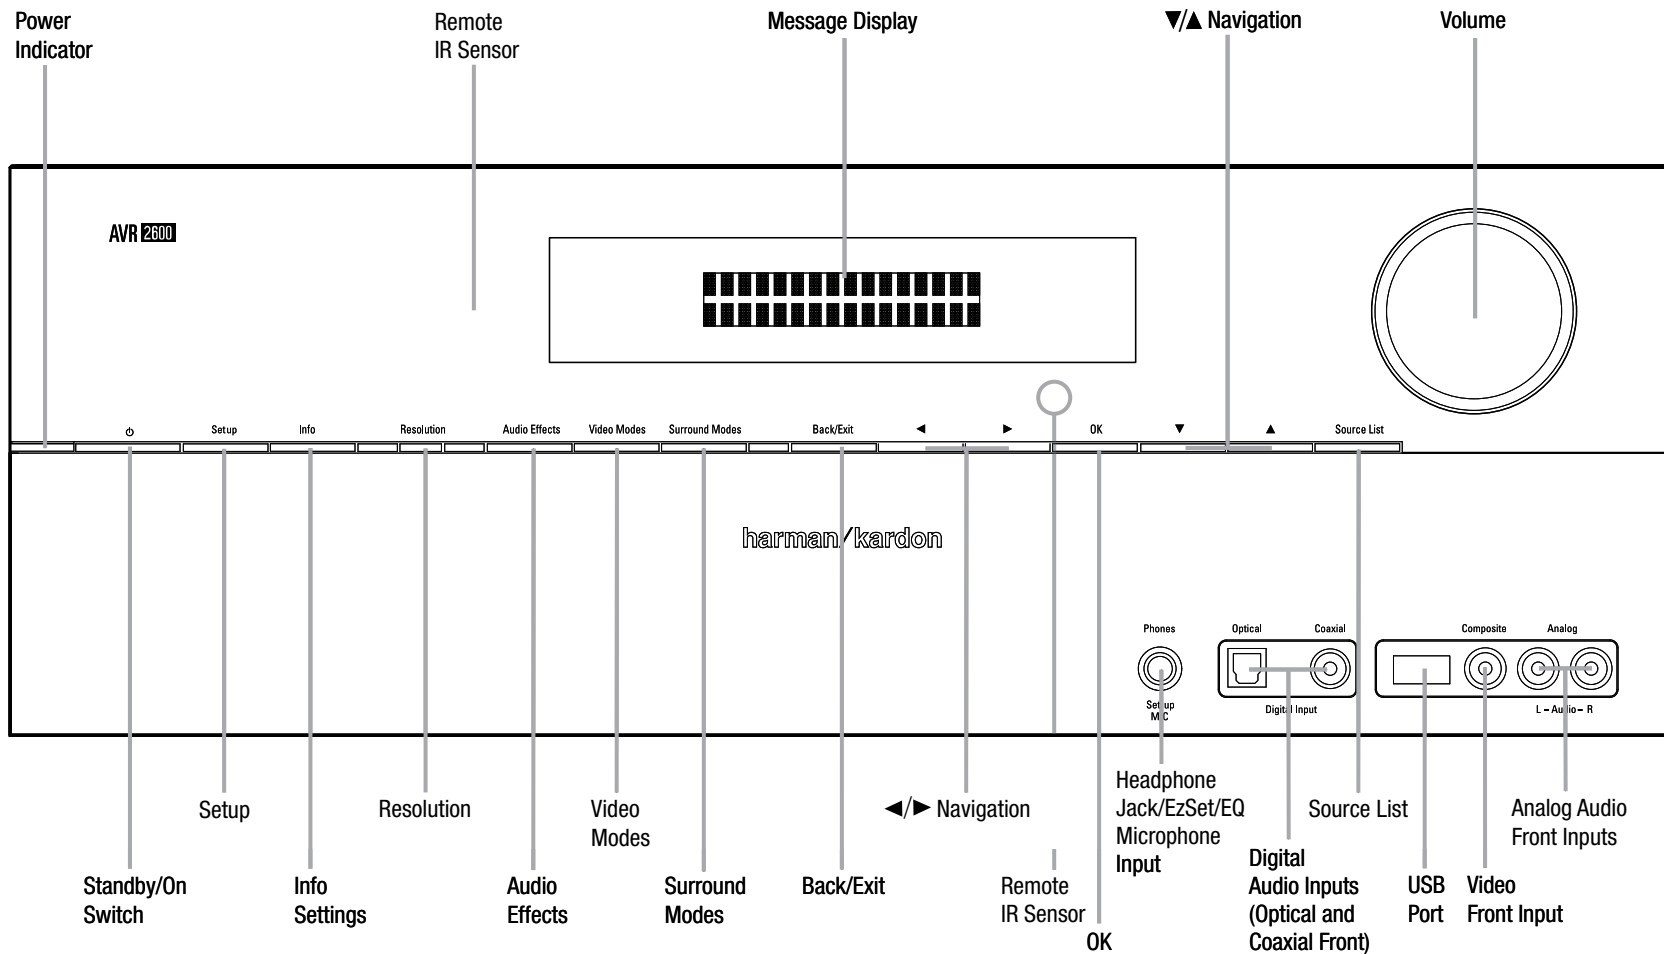 Power
Indicator
Remote
IR Sensor
Message Display
▼/▲ Navigation
Volume
AVR 2600
Setup
Info
Resolution
Audio Effects
Video Modes
Surround Modes
Back/Exit
◀
▶
OK
▼
▲
Source List
harman/kardon
Phones
Optical
Coaxial
Composite
Analog
Set up
MIC
Digital Input
L – Audio – R
Setup
Resolution
Video
Modes
◀/▶ Navigation
Headphone
Jack/EzSet/EQ
Microphone
Input
Source List
Analog Audio
Front Inputs
Standby/On
Switch
Info
Settings
Audio
Effects
Surround
Modes
Back/Exit
Remote
IR Sensor
OK
Digital
Audio Inputs
(Optical and
Coaxial Front)
USB
Port
Video
Front Input